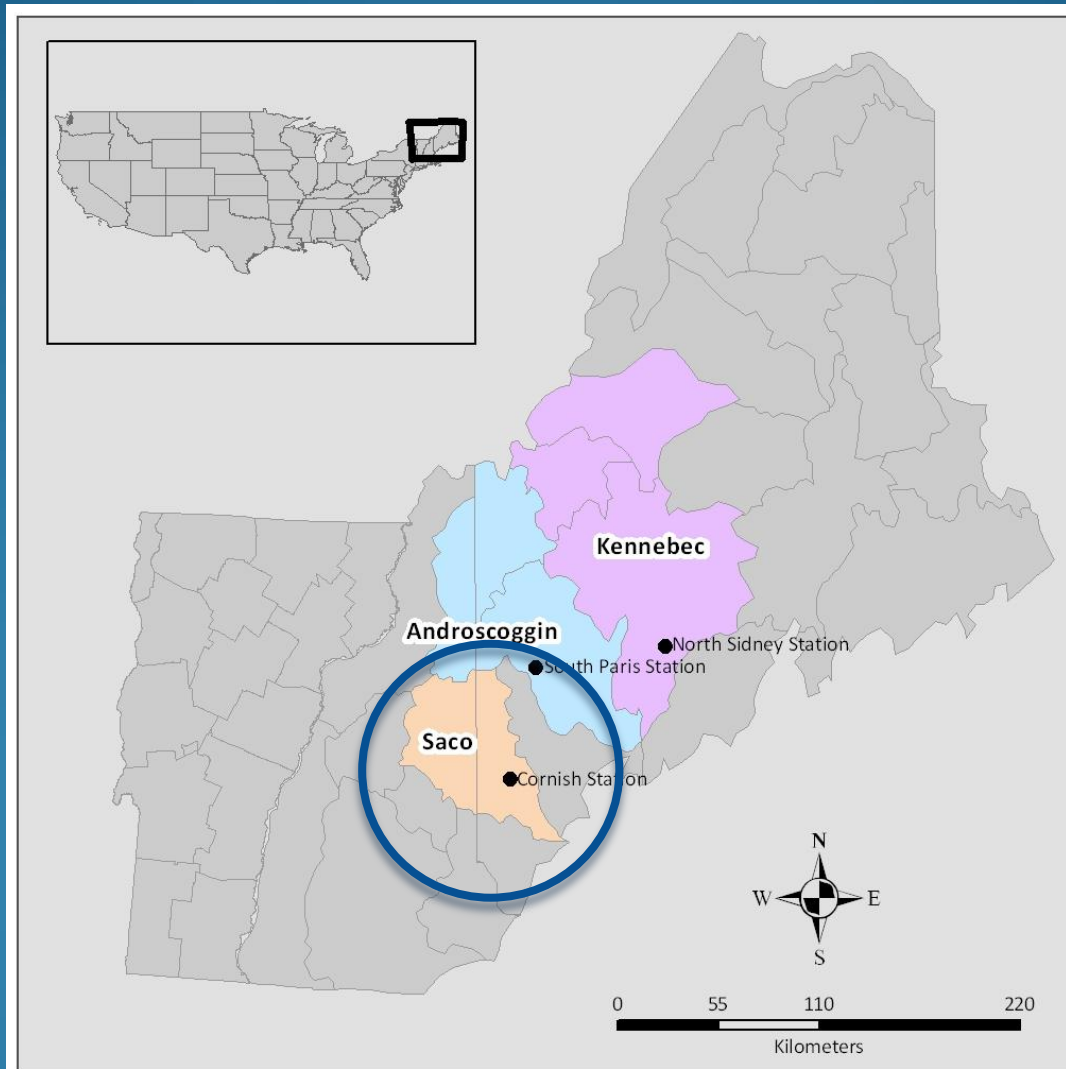 Kennebec
Androscoggin
North Sidney Station
South Paris Station
Saco
Cornish Station
N
W
E
S
0 55 110 220
Kilometers